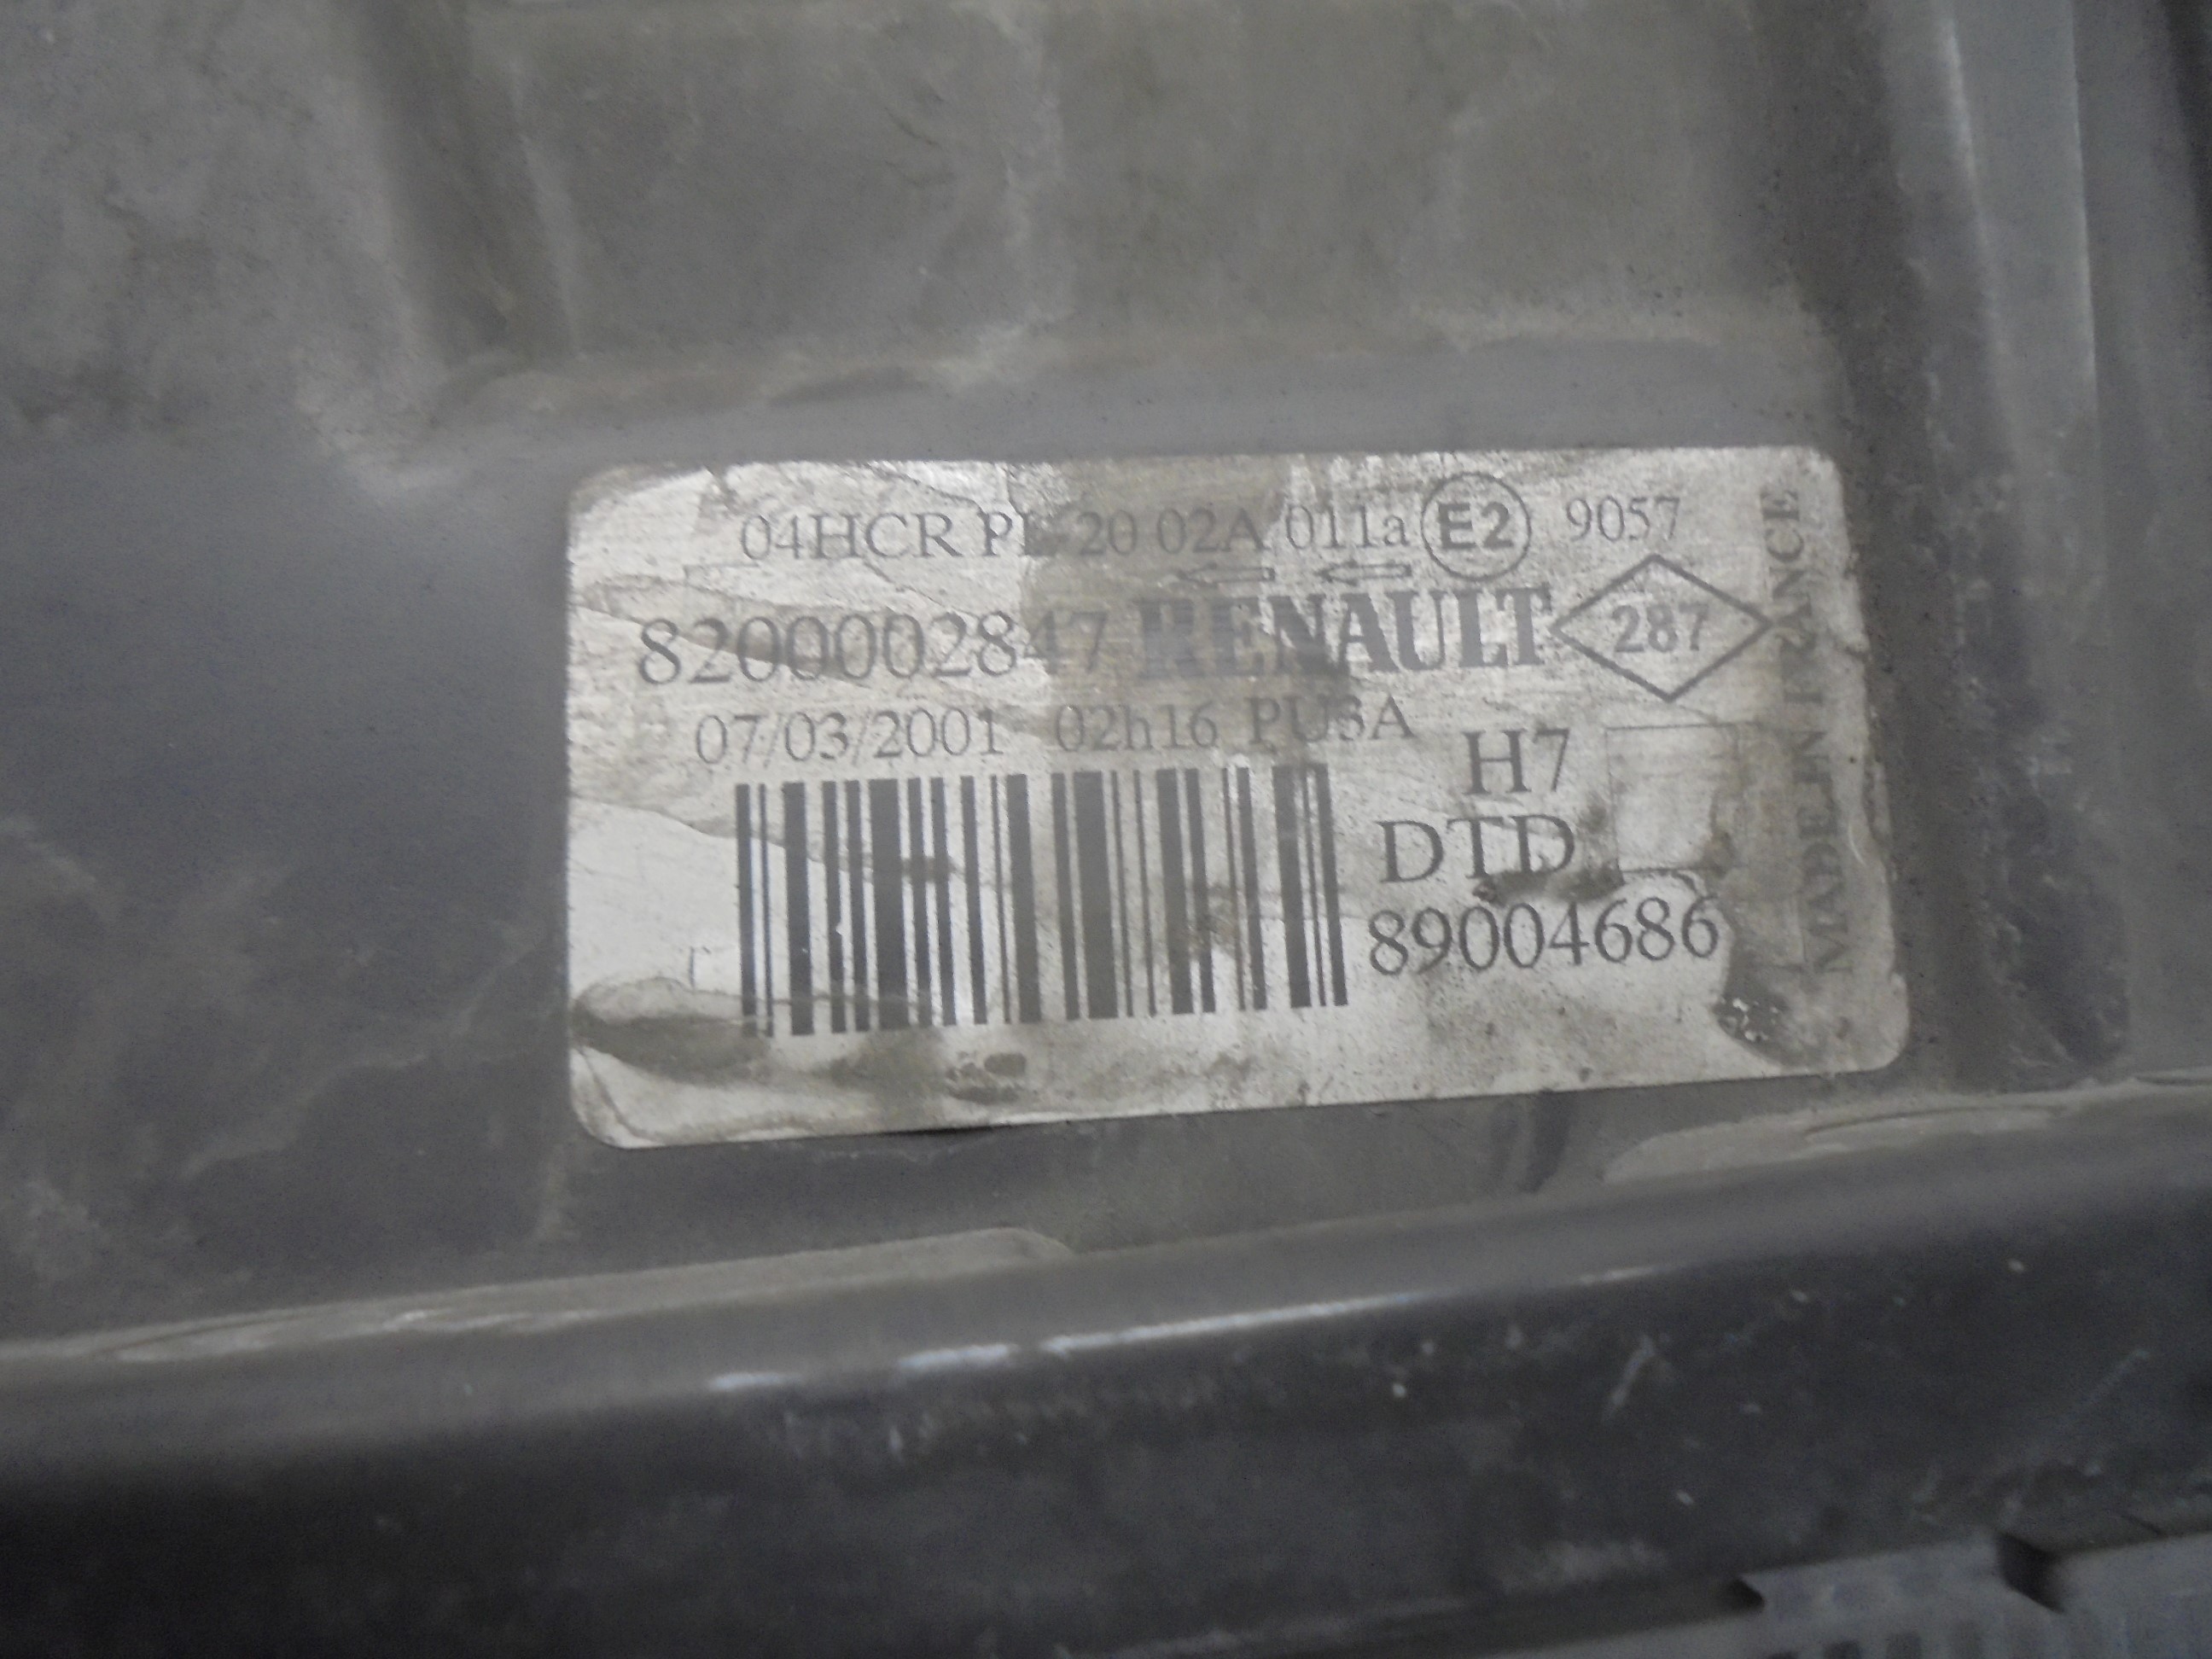 04HCR PL 20 02A 011a E2 9057
8200002847 RENAULT 287
07/03/2001 02h16 PUSA
H7
DTD
89004686
MADE IN FRANCE